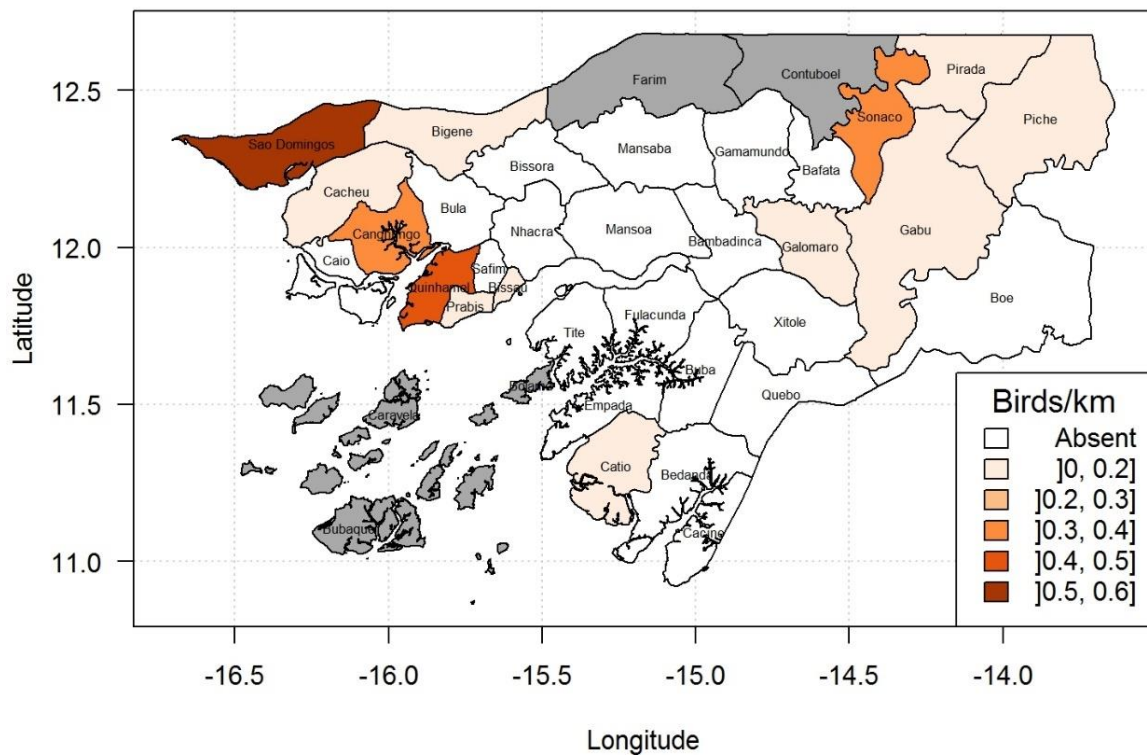 Latitude
12.5
12.0
11.5
11.0
Farim
Contuboel
Pirada
Sonaco
Piche
Bigene
Sao Domingos
Mansaba
Gamamundo
Bissora
Bafata
Cacheu
Bula
Canghungo
Nhacra
Mansoa
Bambadinca
Galomaro
Gabu
Caio
Safim
Quinhamel
Bissau
Prabis
Boe
Tite
Fulacunda
Xitole
Buba
Bolama
Quebo
Empada
Caravela
Catio
Bedanda
Bubaque
Cacine
Birds/km
Absent
]0, 0.2]
]0.2, 0.3]
]0.3, 0.4]
]0.4, 0.5]
]0.5, 0.6]
-16.5 -16.0 -15.5 -15.0 -14.5 -14.0
Longitude